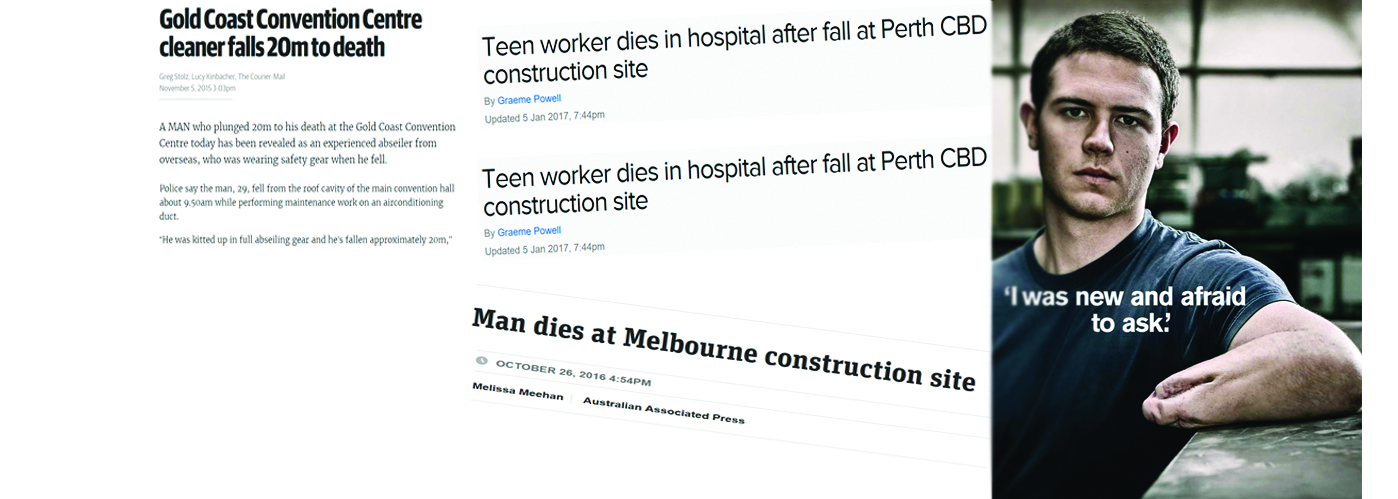 Gold Coast Convention Centre
cleaner falls 20m to death
Greg Stolz, Lucy Kinbacher, The Courier-Mail
November 5, 2015 3:03pm
A MAN who plunged 20m to his death at the Gold Coast Convention
Centre today has been revealed as an experienced abseiler from
overseas, who was wearing safety gear when he fell.
Police say the man, 29, fell from the roof cavity of the main convention hall
about 9.50am while performing maintenance work on an airconditioning
duct.
"He was kitted up in full abseiling gear and he's fallen approximately 20m,"
Teen worker dies in hospital after fall at Perth CBD
construction site
By Graeme Powell
Updated 5 Jan 2017, 7:44pm
Teen worker dies in hospital after fall at Perth CBD
construction site
By Graeme Powell
Updated 5 Jan 2017, 7:44pm
Man dies at Melbourne construction site
OCTOBER 26, 2016 4:54PM
Melissa Meehan Australian Associated Press
'I was new and afraid
to ask.'